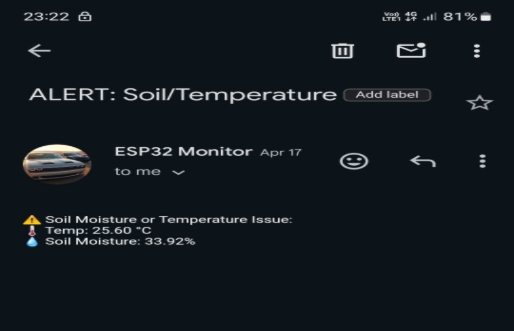 23:22
Vo)) 4G LTE1 81%
ALERT: Soil/Temperature Add label
ESP32 Monitor Apr 17
to me
Soil Moisture or Temperature Issue:
Temp: 25.60 °C
Soil Moisture: 33.92%